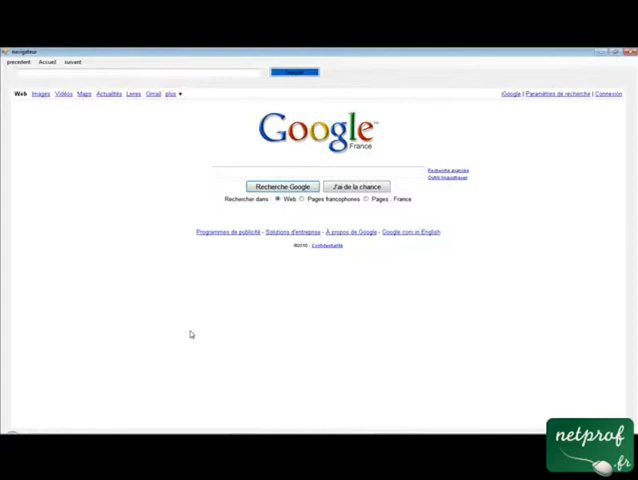 navigateur
precedent Accueil suivant
Web Images Vidéos Maps Actualités Livres Gmail plus ▼
iGoogle | Paramètres de recherche | Connexion
Google™
France
Recherche avancée
Outils linguistiques
Recherche Google J'ai de la chance
Rechercher dans : Web Pages francophones Pages : France
Programmes de publicité - Solutions d'entreprise - À propos de Google - Google.com in English
©2010 - Confidentialité
netprof
.fr